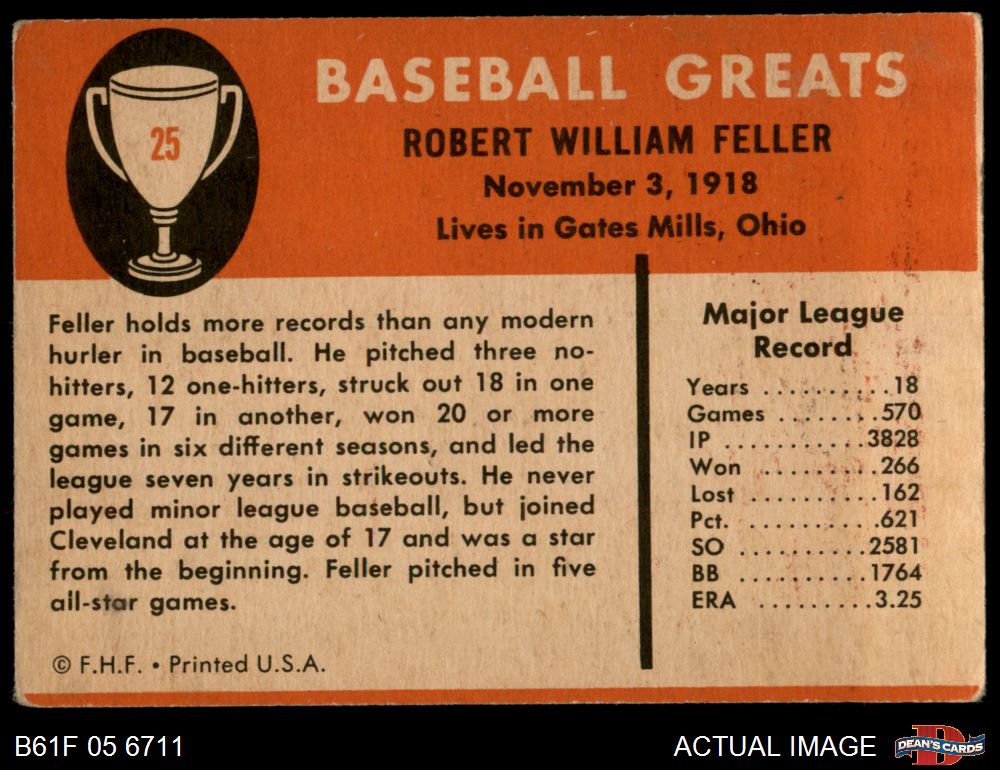 25
BASEBALL GREATS
ROBERT WILLIAM FELLER
November 3, 1918
Lives in Gates Mills, Ohio
Feller holds more records than any modern
hurler in baseball. He pitched three no-
hitters, 12 one-hitters, struck out 18 in one
game, 17 in another, won 20 or more
games in six different seasons, and led the
league seven years in strikeouts. He never
played minor league baseball, but joined
Cleveland at the age of 17 and was a star
from the beginning. Feller pitched in five
all-star games.
© F.H.F. • Printed U.S.A.
Major League
Record
Years ..........18
Games ........570
IP ...........3828
Won .........266
Lost ..........162
Pct. ..........621
SO ..........2581
BB ..........1764
ERA .........3.25
B61F 05 6711
ACTUAL IMAGE
D
DEAN'S CARDS